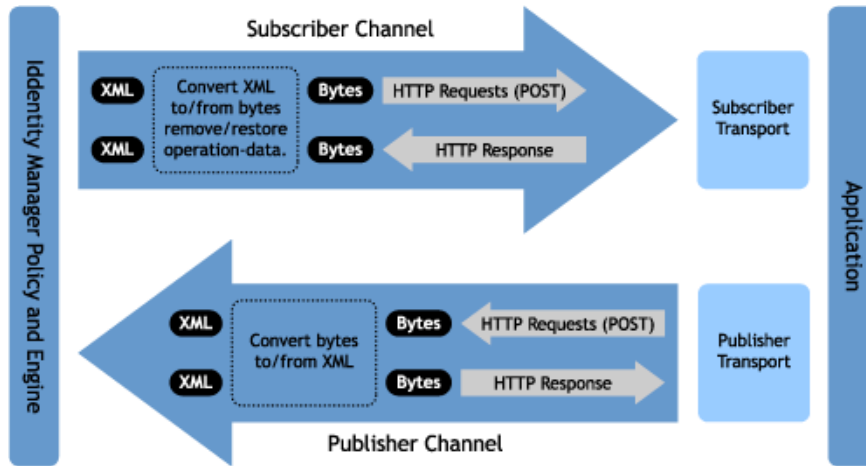 Iddentity Manager Policy and Engine
Subscriber Channel
XML
Convert XML
to/from bytes
remove/restore
operation-data.
Bytes
HTTP Requests (POST)
XML
Bytes
HTTP Response
Subscriber
Transport
Application
XML
Convert bytes
to/from XML
Bytes
HTTP Requests (POST)
XML
Bytes
HTTP Response
Publisher
Transport
Publisher Channel